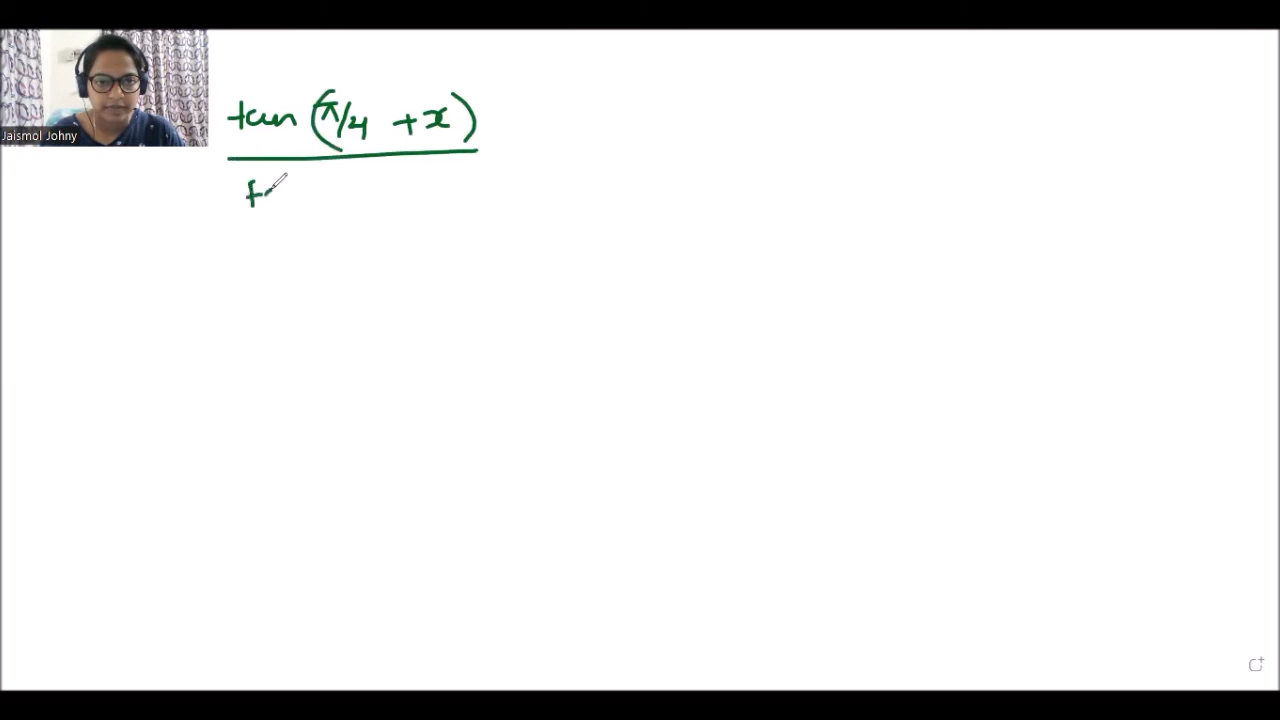 tan (π/4 + x)
Jaismol Johny